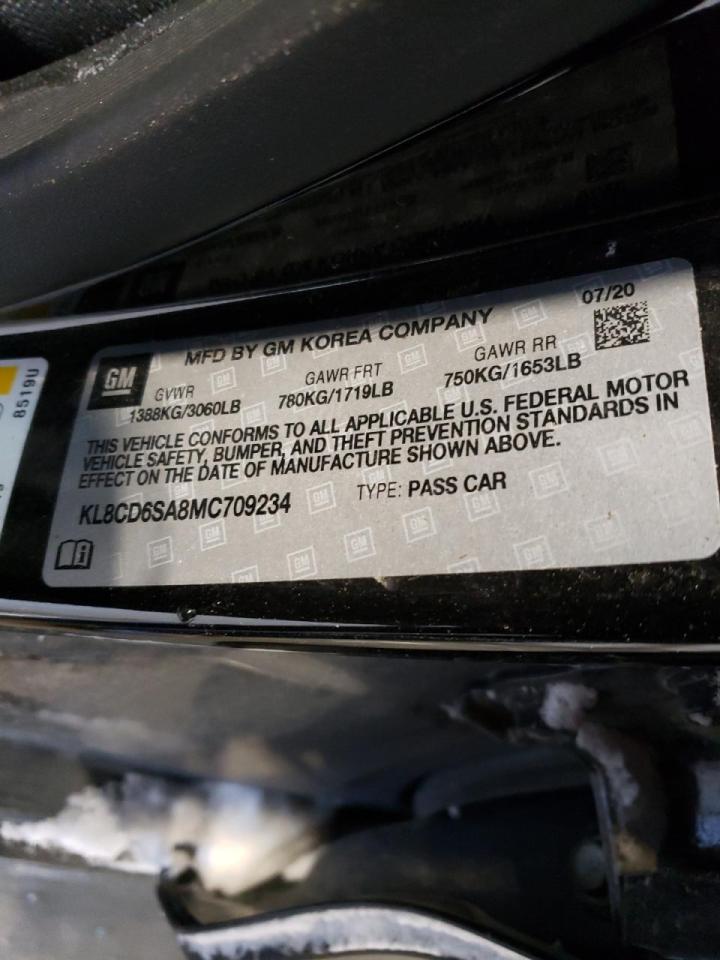 07/20
GM
MFD BY GM KOREA COMPANY
GVWR GAWR FRT GAWR RR
1388KG/3060LB 780KG/1719LB 750KG/1653LB
THIS VEHICLE CONFORMS TO ALL APPLICABLE U.S. FEDERAL MOTOR
VEHICLE SAFETY, BUMPER, AND THEFT PREVENTION STANDARDS IN
EFFECT ON THE DATE OF MANUFACTURE SHOWN ABOVE.
KL8CD6SA8MC709234 TYPE: PASS CAR
8519U